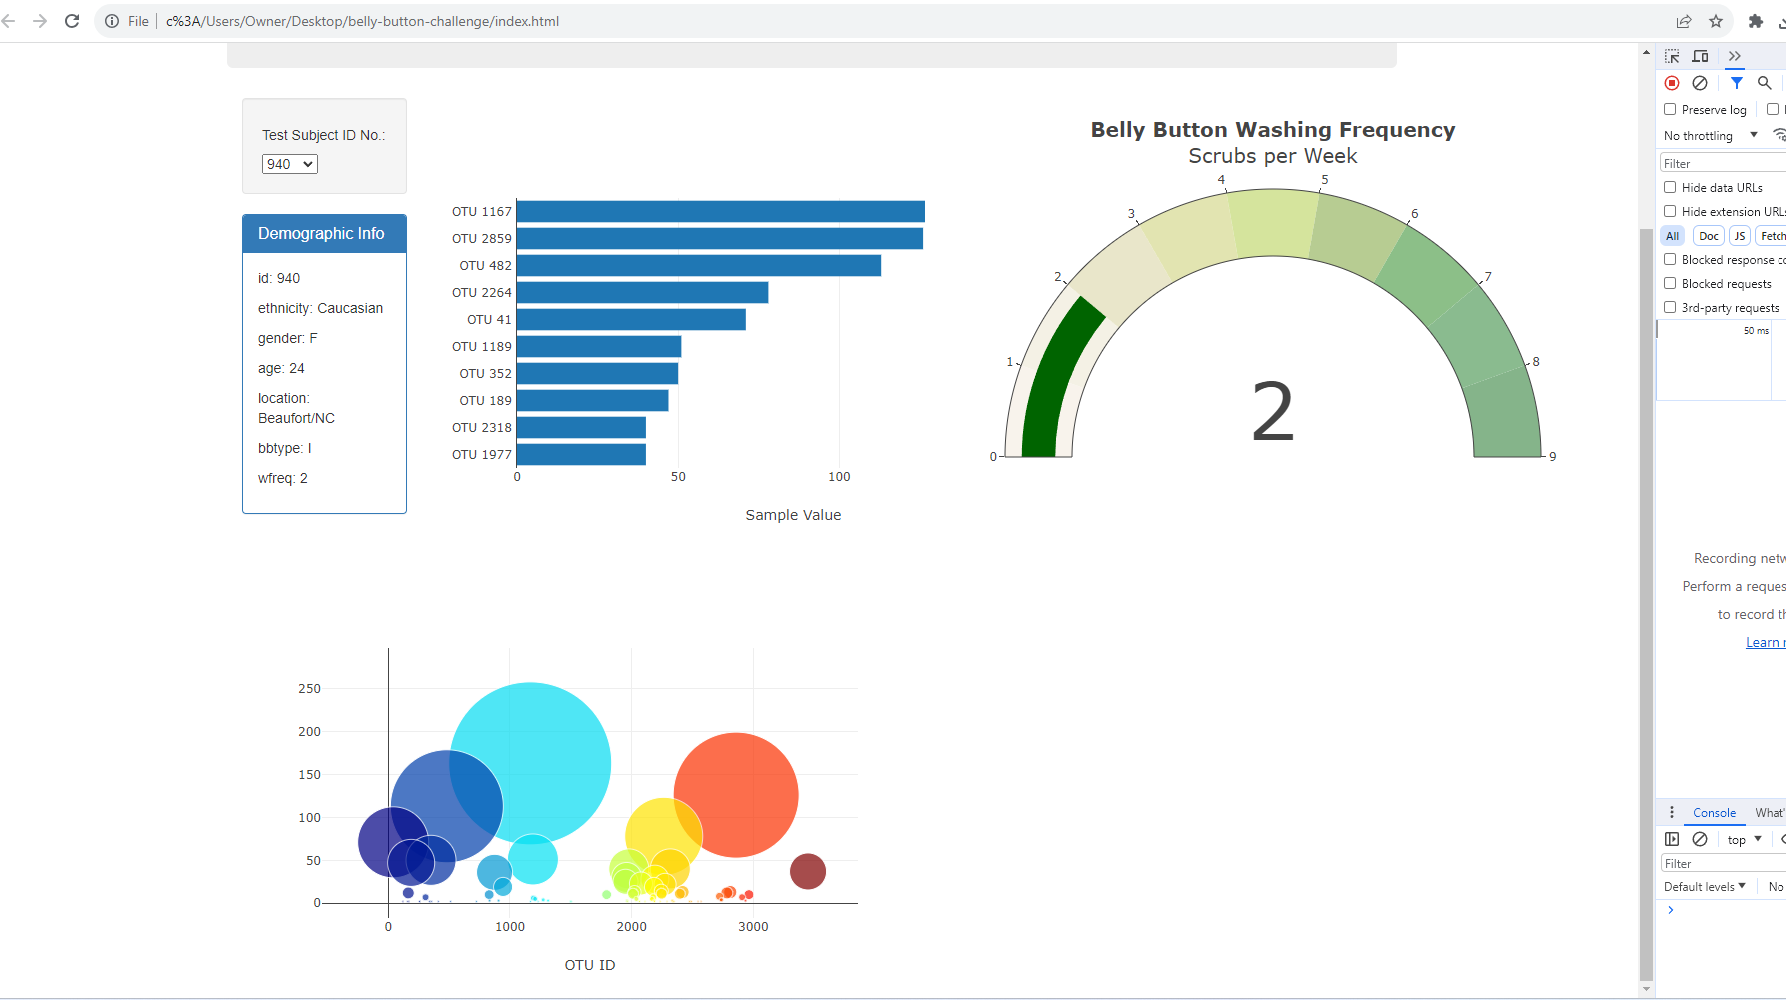 File
c%3A/Users/Owner/Desktop/belly-button-challenge/index.html
Test Subject ID No.:
940
Demographic Info
id: 940
ethnicity: Caucasian
gender: F
age: 24
location:
Beaufort/NC
bbtype: I
wfreq: 2
OTU 1167
OTU 2859
OTU 482
OTU 2264
OTU 41
OTU 1189
OTU 352
OTU 189
OTU 2318
OTU 1977
0 50 100
Sample Value
Belly Button Washing Frequency
Scrubs per Week
0
1
2
3
4
5
6
7
8
9
2
250
200
150
100
50
0
0 1000 2000 3000
OTU ID
Preserve log
No throttling
Filter
Hide data URLs
Hide extension URLs
All Doc JS Fetch
Blocked response
Blocked requests
3rd-party requests
50 ms
Recording
Perform a
to record
Learn
Console What'
top
Filter
Default levels No